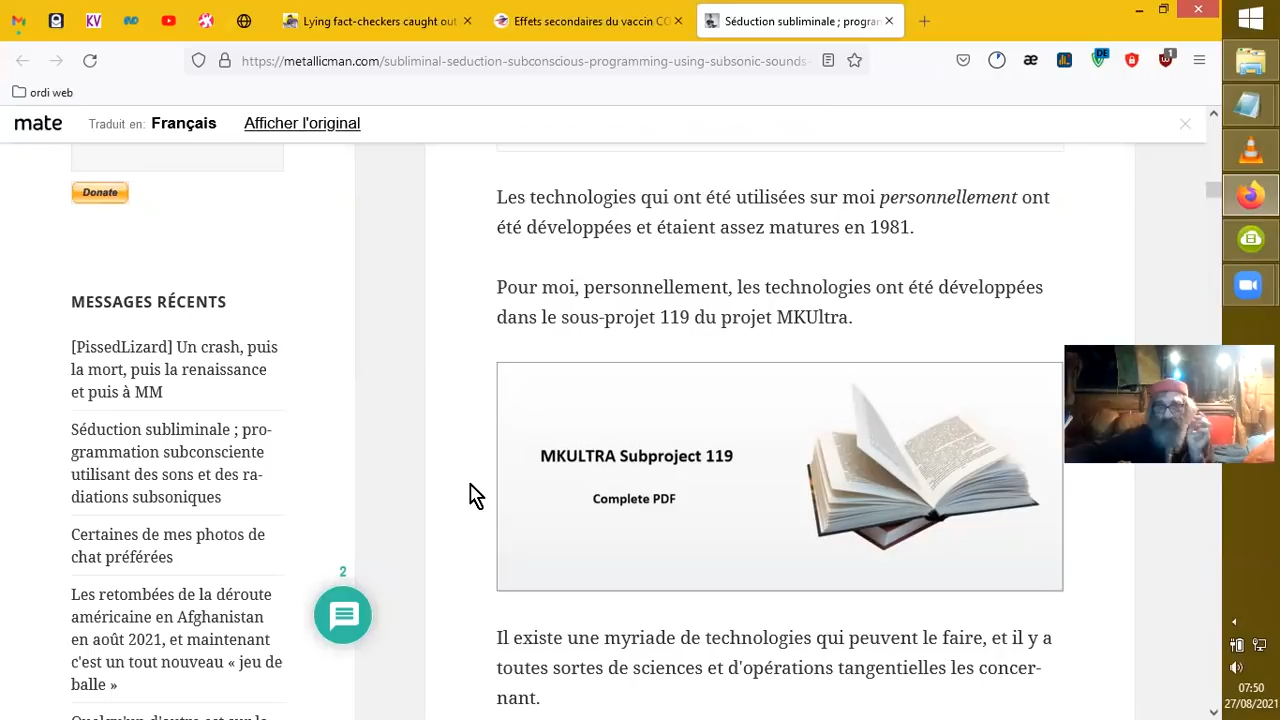 KV
Lying fact-checkers caught out
Effets secondaires du vaccin CO
Séduction subliminale ; progra
https://metallicman.com/subliminal-seduction-subconscious-programming-using-subsonic-sounds-
æ
DE
1
ordi web
mate
Traduit en: Français
Afficher l'original
Donate
MESSAGES RÉCENTS
[PissedLizard] Un crash, puis
la mort, puis la renaissance
et puis à MM
Séduction subliminale ; pro-
grammation subconsciente
utilisant des sons et des ra-
diations subsoniques
Certaines de mes photos de
chat préférées
Les retombées de la déroute
américaine en Afghanistan
en août 2021, et maintenant
c'est un tout nouveau « jeu de
balle »
2
Les technologies qui ont été utilisées sur moi personnellement ont
été développées et étaient assez matures en 1981.
Pour moi, personnellement, les technologies ont été développées
dans le sous-projet 119 du projet MKUltra.
MKULTRA Subproject 119
Complete PDF
Il existe une myriade de technologies qui peuvent le faire, et il y a
toutes sortes de sciences et d'opérations tangentielles les concer-
nant.
07:50
27/08/2021